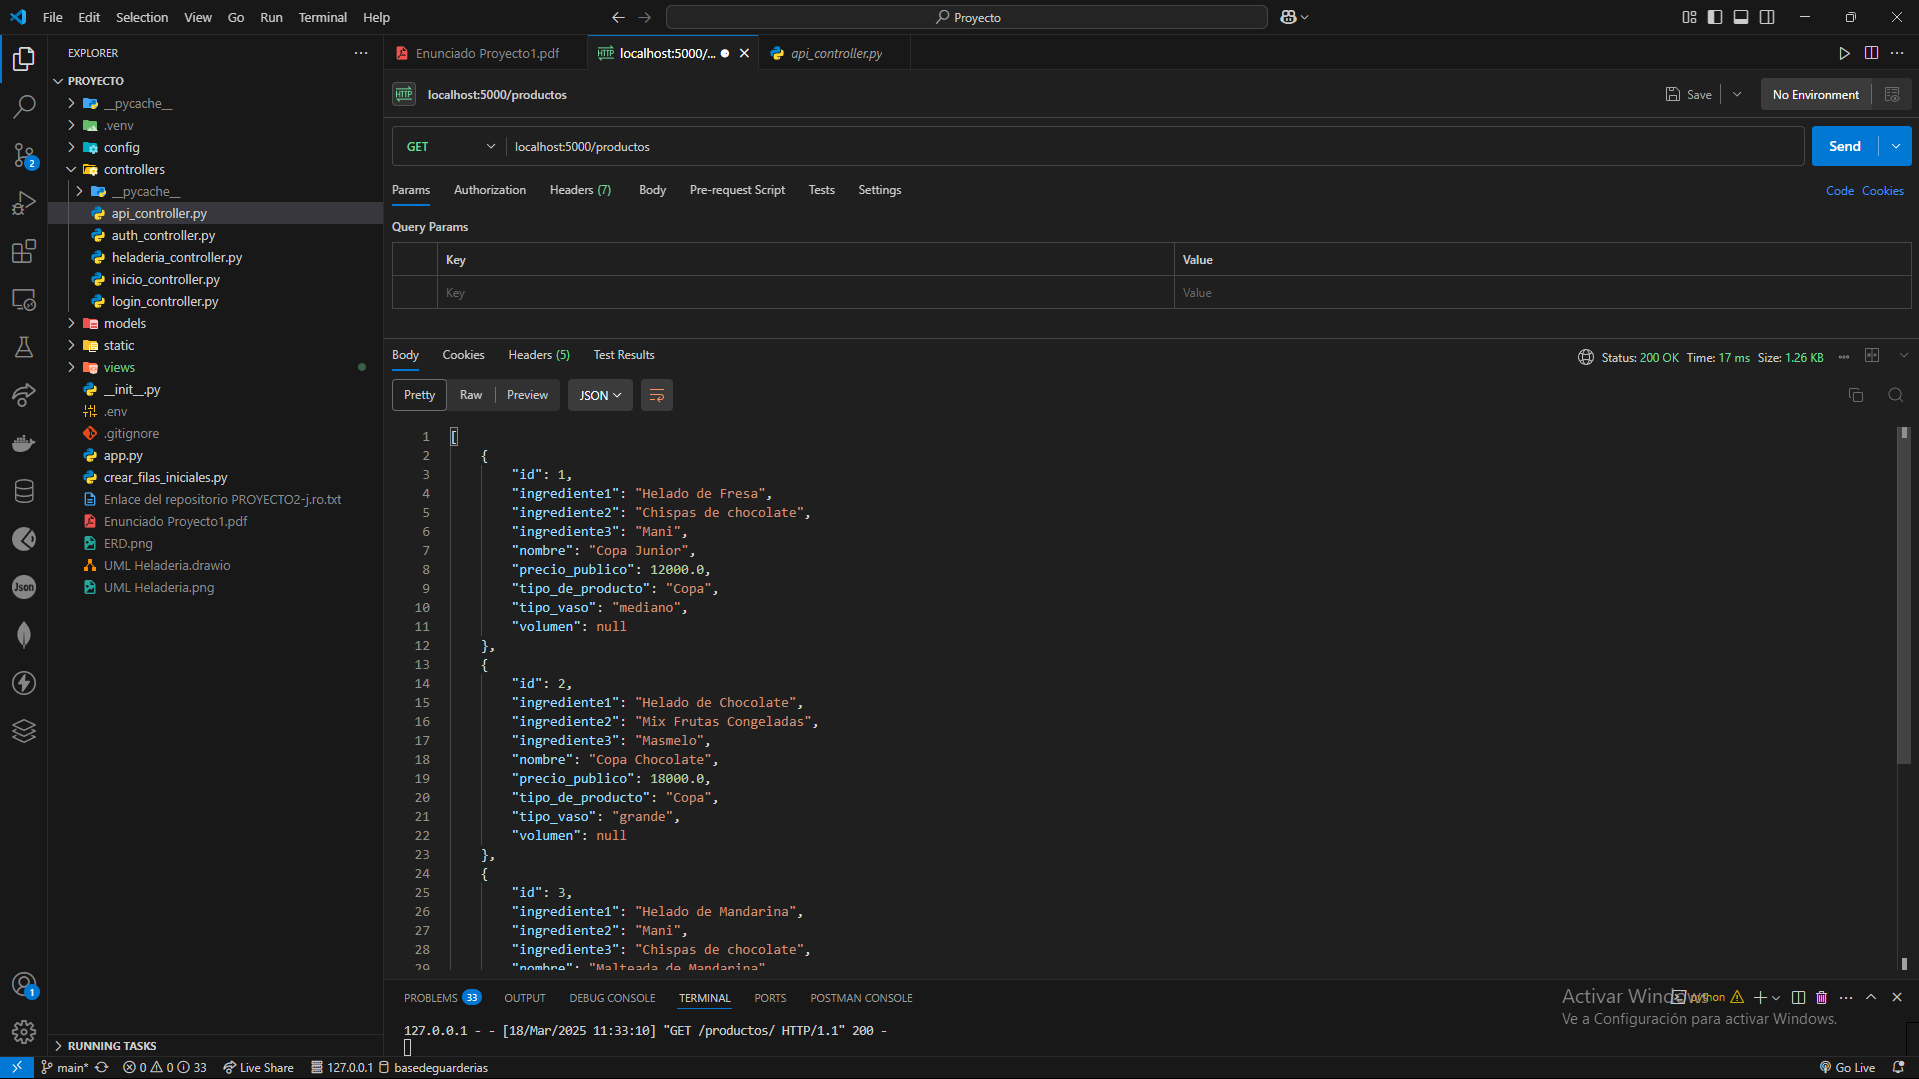 File Edit Selection View Go Run Terminal Help
Proyecto
EXPLORER
PROYECTO
__pycache__
.venv
config
controllers
__pycache__
api_controller.py
auth_controller.py
heladeria_controller.py
inicio_controller.py
login_controller.py
models
static
views
__init__.py
.env
.gitignore
app.py
crear_filas_iniciales.py
Enlace del repositorio PROYECTO2-j.ro.txt
Enunciado Proyecto1.pdf
ERD.png
UML Heladeria.drawio
UML Heladeria.png
RUNNING TASKS
2
Json
1
Enunciado Proyecto1.pdf
localhost:5000/...
api_controller.py
HTTP localhost:5000/productos
Save
No Environment
GET localhost:5000/productos
Send
Params Authorization Headers (7) Body Pre-request Script Tests Settings
Code Cookies
Query Params
Key Value
Key Value
Body Cookies Headers (5) Test Results
Status: 200 OK Time: 17 ms Size: 1.26 KB
Pretty Raw Preview JSON
1 [
2 {
3 "id": 1,
4 "ingrediente1": "Helado de Fresa",
5 "ingrediente2": "Chispas de chocolate",
6 "ingrediente3": "Mani",
7 "nombre": "Copa Junior",
8 "precio_publico": 12000.0,
9 "tipo_de_producto": "Copa",
10 "tipo_vaso": "mediano",
11 "volumen": null
12 },
13 {
14 "id": 2,
15 "ingrediente1": "Helado de Chocolate",
16 "ingrediente2": "Mix Frutas Congeladas",
17 "ingrediente3": "Masmelo",
18 "nombre": "Copa Chocolate",
19 "precio_publico": 18000.0,
20 "tipo_de_producto": "Copa",
21 "tipo_vaso": "grande",
22 "volumen": null
23 },
24 {
25 "id": 3,
26 "ingrediente1": "Helado de Mandarina",
27 "ingrediente2": "Mani",
28 "ingrediente3": "Chispas de chocolate",
29 "nombre": "Malteada de Mandarina"
PROBLEMS 33 OUTPUT DEBUG CONSOLE TERMINAL PORTS POSTMAN CONSOLE
python
Activar Windows
Ve a Configuración para activar Windows.
127.0.0.1 - - [18/Mar/2025 11:33:10] "GET /productos/ HTTP/1.1" 200 -
main* 0 0 33 Live Share 127.0.0.1 basedeguarderias
Go Live